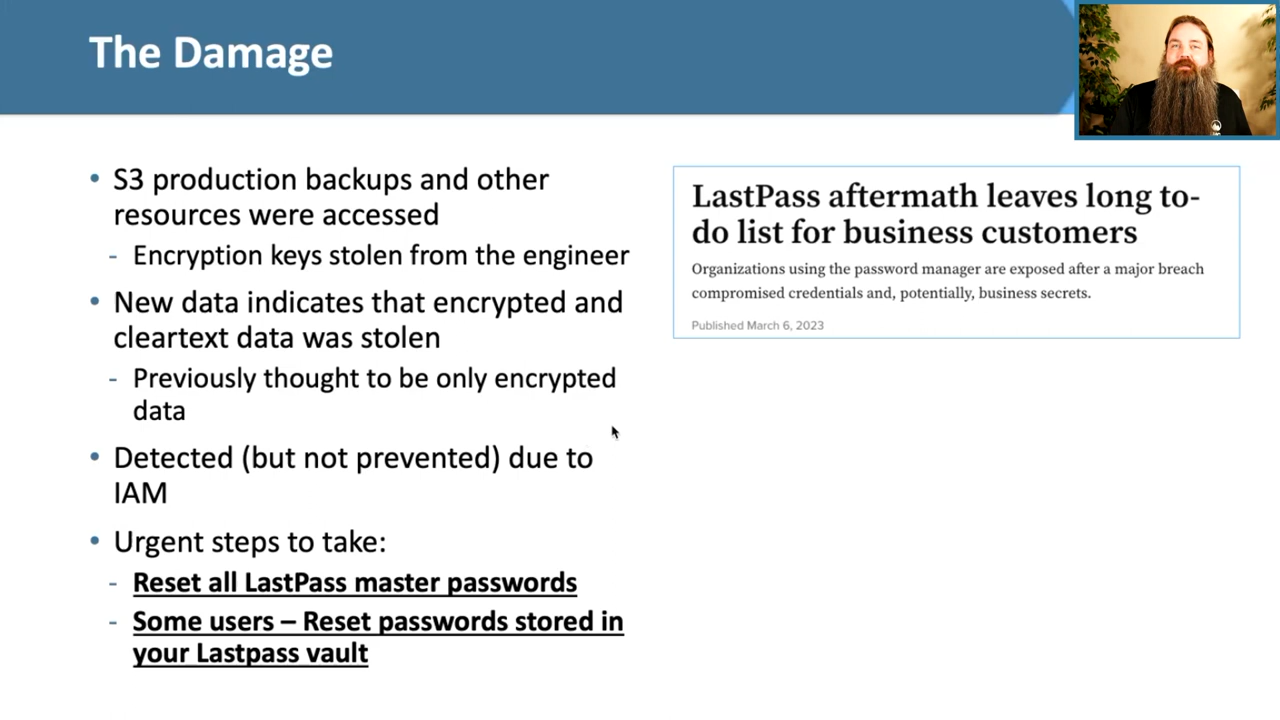 The Damage
• S3 production backups and other
resources were accessed
- Encryption keys stolen from the engineer
• New data indicates that encrypted and
cleartext data was stolen
- Previously thought to be only encrypted
data
• Detected (but not prevented) due to
IAM
• Urgent steps to take:
- Reset all LastPass master passwords
- Some users – Reset passwords stored in
your Lastpass vault
LastPass aftermath leaves long to-
do list for business customers
Organizations using the password manager are exposed after a major breach
compromised credentials and, potentially, business secrets.
Published March 6, 2023